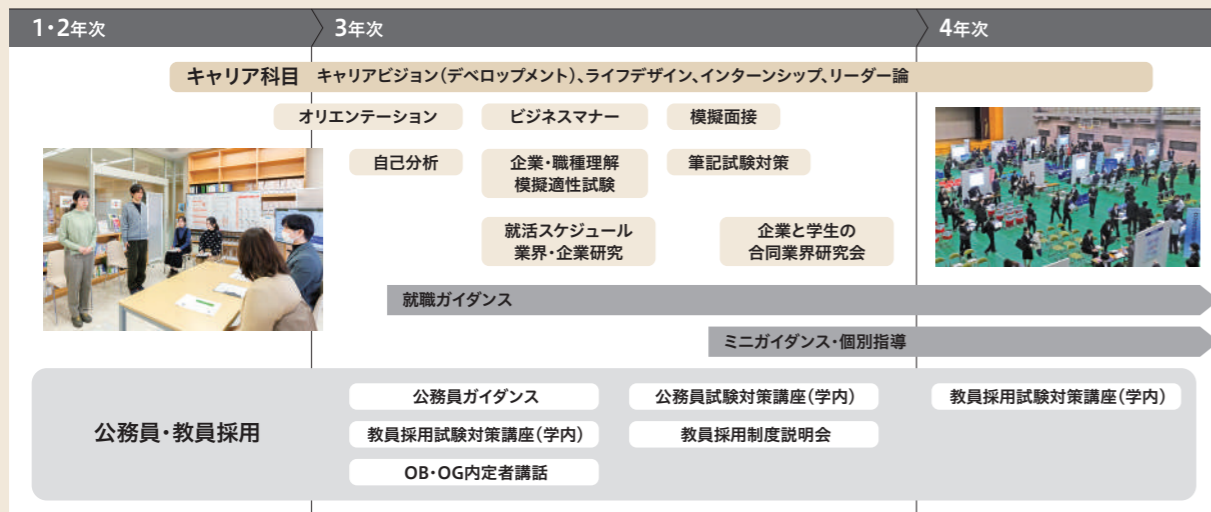 1・2年次
3年次
4年次
キャリア科目 キャリアビジョン(デベロップメント)、ライフデザイン、インターンシップ、リーダー論
オリエンテーション
ビジネスマナー
模擬面接
自己分析
企業・職種理解
模擬適性試験
筆記試験対策
就活スケジュール
業界・企業研究
企業と学生の
合同業界研究会
就職ガイダンス
ミニガイダンス・個別指導
公務員・教員採用
公務員ガイダンス
公務員試験対策講座(学内)
教員採用試験対策講座(学内)
教員採用試験対策講座(学内)
教員採用制度説明会
OB・OG内定者講話